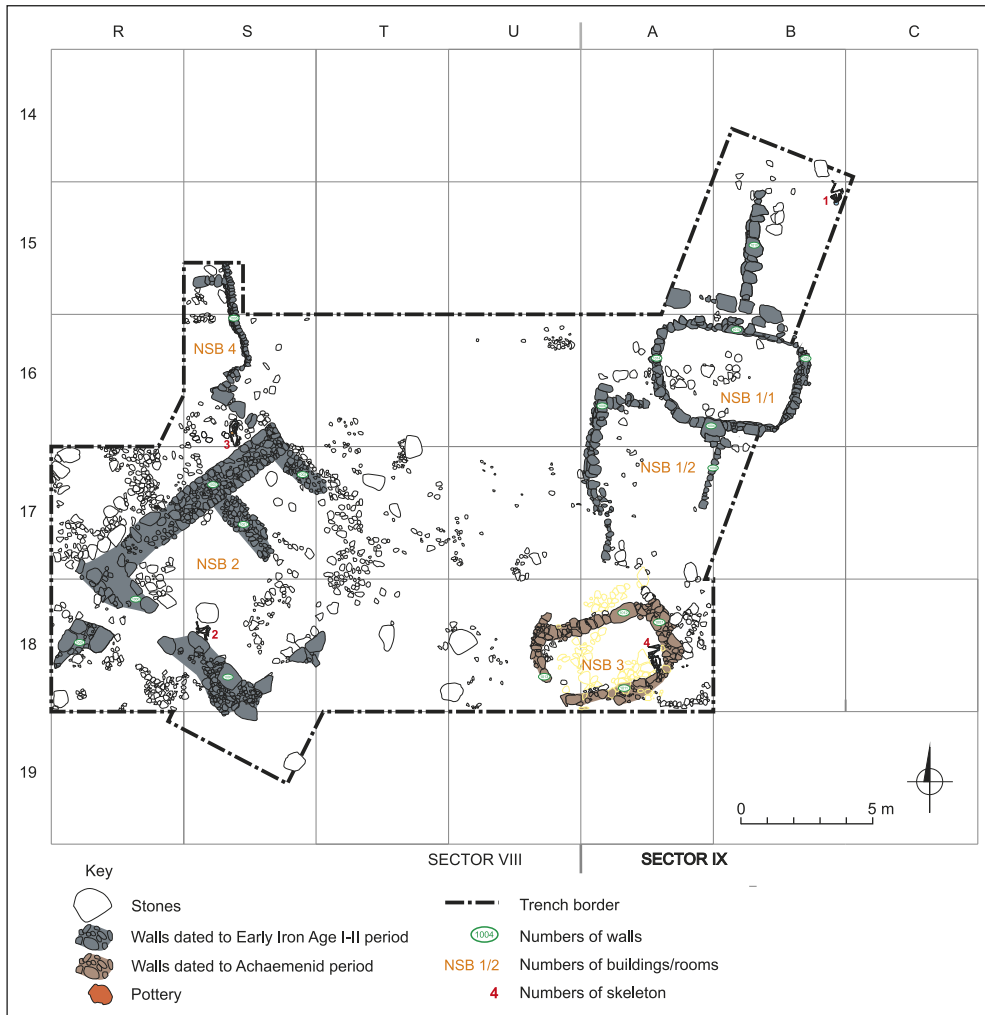 R S T U A B C
14
15
1
NSB 4
16
NSB 1/1
3
NSB 1/2
17
NSB 2
2
18
4
NSB 3
19
0 5 m
SECTOR VIII SECTOR IX
Key
Stones
Walls dated to Early Iron Age I-II period
Walls dated to Achaemenid period
Pottery
Trench border
1004 Numbers of walls
NSB 1/2 Numbers of buildings/rooms
4 Numbers of skeleton